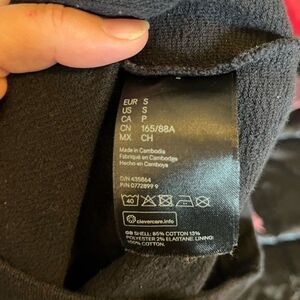 EUR S
US S
CA P
CN 165/88A
MX CH
Made in Cambodia
Fabriqué en Cambodge
Hecho en Camboya
O/N 435864
P/N 0772899 9
40
clevercare.info
GB SHELL: 85% COTTON 13%
POLYESTER 2% ELASTANE; LINING:
100% COTTON.